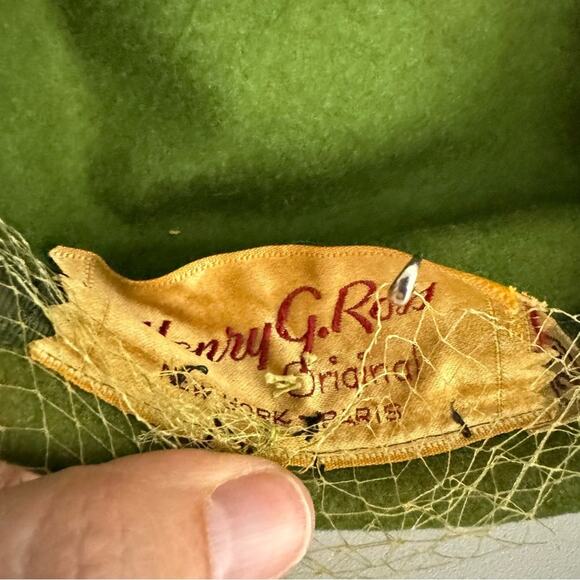 Henry G. Ross
Original
NEW YORK PARIS